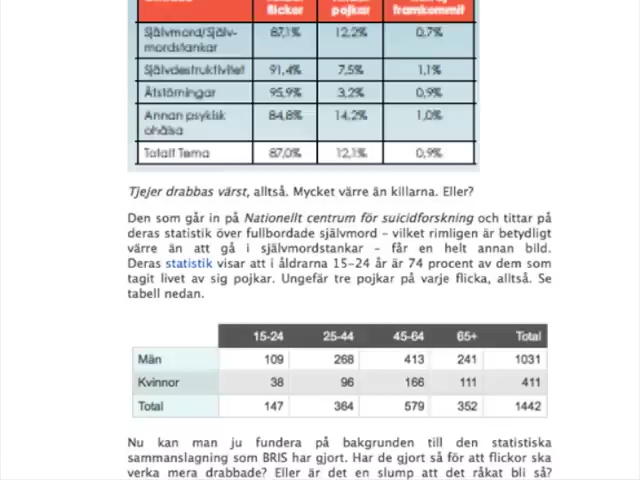 flickor pojkar framkommit
Självmord/Själv-
mordstankar 87,1% 12,2% 0,7%
Självdestruktivitet 91,4% 7,5% 1,1%
Ätstörningar 95,9% 3,2% 0,9%
Annan psykisk
ohälsa 84,8% 14,2% 1,0%
Totalt Tema 87,0% 12,1% 0,9%
Tjejer drabbas värst, alltså. Mycket värre än killarna. Eller?
Den som går in på Nationellt centrum för suicidforskning och tittar på
deras statistik över fullbordade självmord – vilket rimligen är betydligt
värre än att gå i självmordstankar – får en helt annan bild.
Deras statistik visar att i åldrarna 15–24 år är 74 procent av dem som
tagit livet av sig pojkar. Ungefär tre pojkar på varje flicka, alltså. Se
tabell nedan.
15-24 25-44 45-64 65+ Total
Män 109 268 413 241 1031
Kvinnor 38 96 166 111 411
Total 147 364 579 352 1442
Nu kan man ju fundera på bakgrunden till den statistiska
sammanslagning som BRIS har gjort. Har de gjort så för att flickor ska
verka mera drabbade? Eller är det en slump att det råkat bli så?